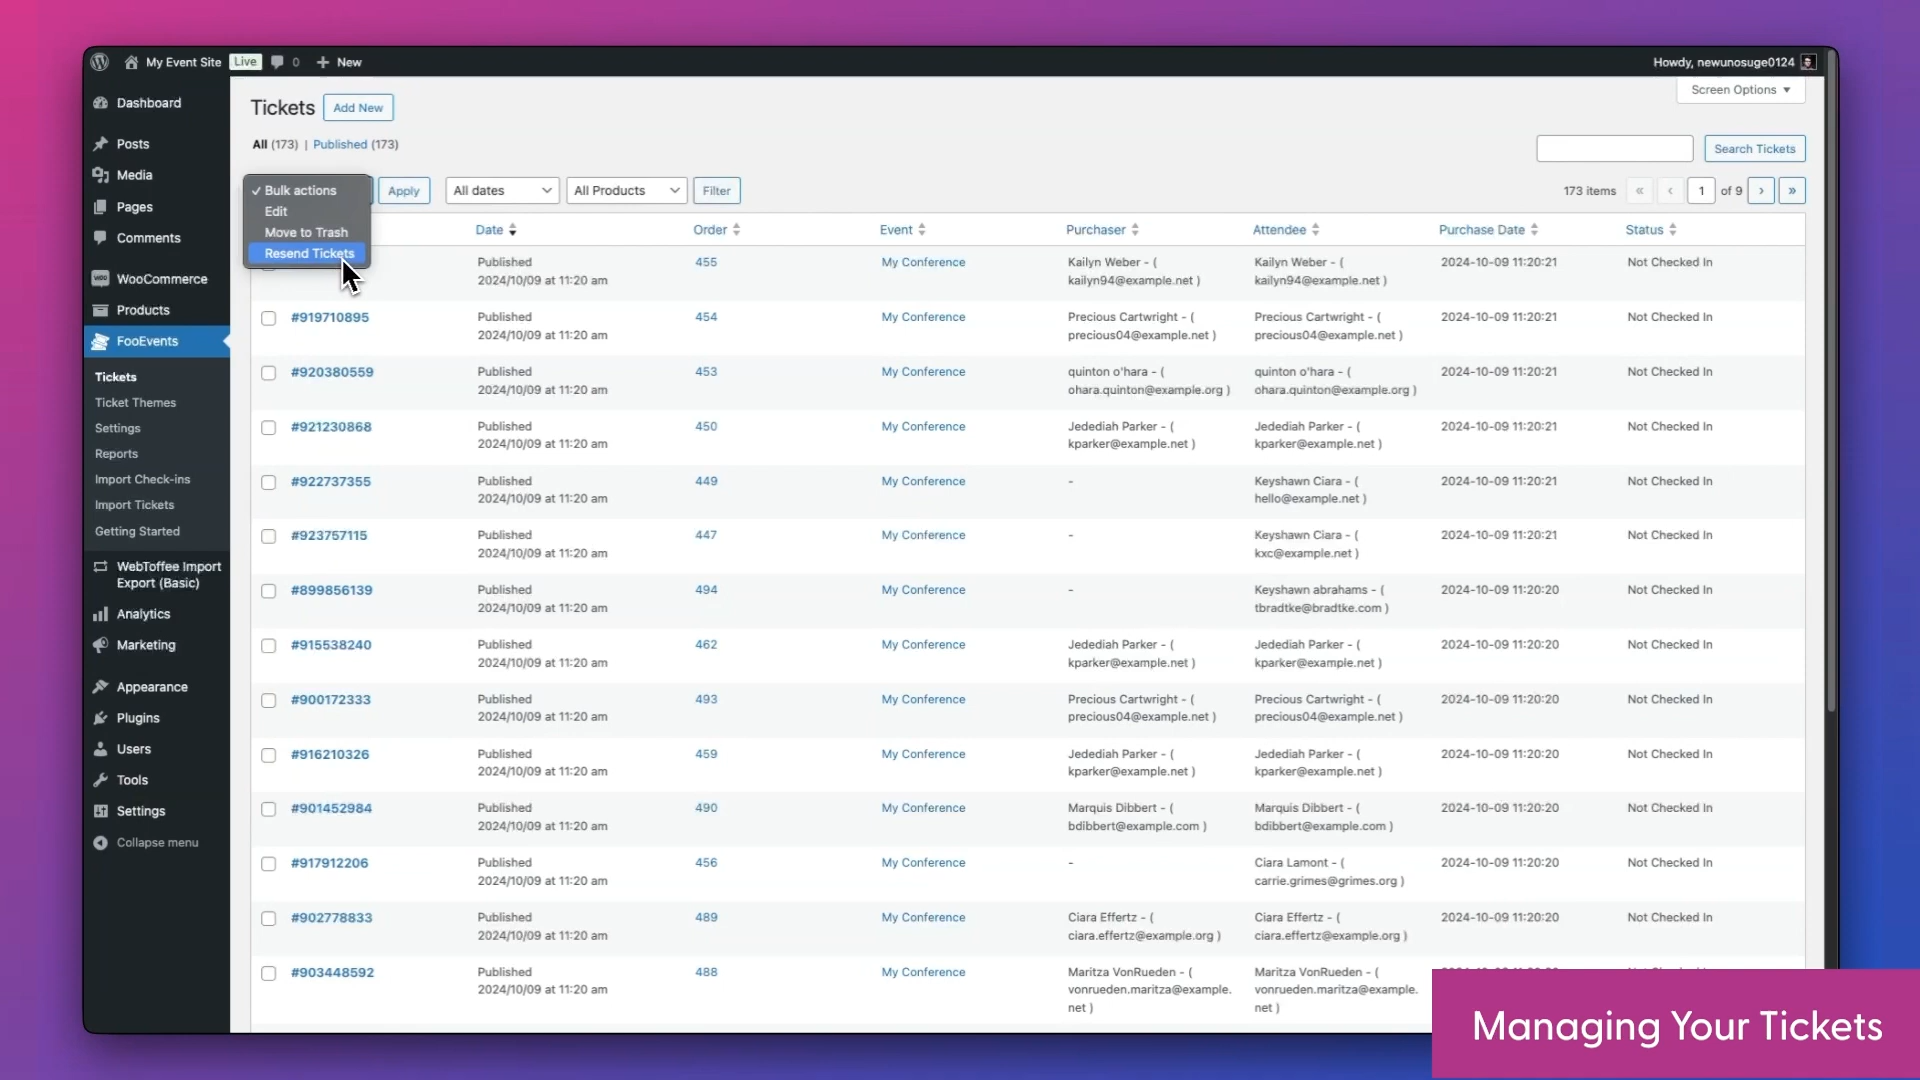 My Event Site Live 0 New Howdy, newunosuge0124
Dashboard
Posts
Media
Pages
Comments
WooCommerce
Products
FooEvents
Tickets
Ticket Themes
Settings
Reports
Import Check-ins
Import Tickets
Getting Started
WebToffee Import
Export (Basic)
Analytics
Marketing
Appearance
Plugins
Users
Tools
Settings
Collapse menu
Screen Options
Tickets Add New
All (173) | Published (173)
Search Tickets
Bulk actions
Edit
Move to Trash
Resend Tickets
Apply All dates All Products Filter 173 items « ‹ 1 of 9 › »
Date Order Event Purchaser Attendee Purchase Date Status
Published 455 My Conference Kailyn Weber - ( Kailyn Weber - ( 2024-10-09 11:20:21 Not Checked In
2024/10/09 at 11:20 am kailyn94@example.net ) kailyn94@example.net )
#919710895 Published 454 My Conference Precious Cartwright - ( Precious Cartwright - ( 2024-10-09 11:20:21 Not Checked In
2024/10/09 at 11:20 am precious04@example.net ) precious04@example.net )
#920380559 Published 453 My Conference quinton o'hara - ( quinton o'hara - ( 2024-10-09 11:20:21 Not Checked In
2024/10/09 at 11:20 am ohara.quinton@example.org ) ohara.quinton@example.org )
#921230868 Published 450 My Conference Jedediah Parker - ( Jedediah Parker - ( 2024-10-09 11:20:21 Not Checked In
2024/10/09 at 11:20 am kparker@example.net ) kparker@example.net )
#922737355 Published 449 My Conference - Keyshawn Ciara - ( 2024-10-09 11:20:21 Not Checked In
2024/10/09 at 11:20 am hello@example.net )
#923757115 Published 447 My Conference - Keyshawn Ciara - ( 2024-10-09 11:20:21 Not Checked In
2024/10/09 at 11:20 am kxc@example.net )
#899856139 Published 494 My Conference - Keyshawn abrahams - ( 2024-10-09 11:20:20 Not Checked In
2024/10/09 at 11:20 am tbradtke@bradtke.com )
#915538240 Published 462 My Conference Jedediah Parker - ( Jedediah Parker - ( 2024-10-09 11:20:20 Not Checked In
2024/10/09 at 11:20 am kparker@example.net ) kparker@example.net )
#900172333 Published 493 My Conference Precious Cartwright - ( Precious Cartwright - ( 2024-10-09 11:20:20 Not Checked In
2024/10/09 at 11:20 am precious04@example.net ) precious04@example.net )
#916210326 Published 459 My Conference Jedediah Parker - ( Jedediah Parker - ( 2024-10-09 11:20:20 Not Checked In
2024/10/09 at 11:20 am kparker@example.net ) kparker@example.net )
#901452984 Published 490 My Conference Marquis Dibbert - ( Marquis Dibbert - ( 2024-10-09 11:20:20 Not Checked In
2024/10/09 at 11:20 am bdibbert@example.com ) bdibbert@example.com )
#917912206 Published 456 My Conference - Ciara Lamont - ( 2024-10-09 11:20:20 Not Checked In
2024/10/09 at 11:20 am carrie.grimes@grimes.org )
#902778833 Published 489 My Conference Ciara Effertz - ( Ciara Effertz - ( 2024-10-09 11:20:20 Not Checked In
2024/10/09 at 11:20 am ciara.effertz@example.org ) ciara.effertz@example.org )
#903448592 Published 488 My Conference Maritza VonRueden - ( Maritza VonRueden - (
2024/10/09 at 11:20 am vonrueden.maritza@example. vonrueden.maritza@example.
net ) net )
Managing Your Tickets